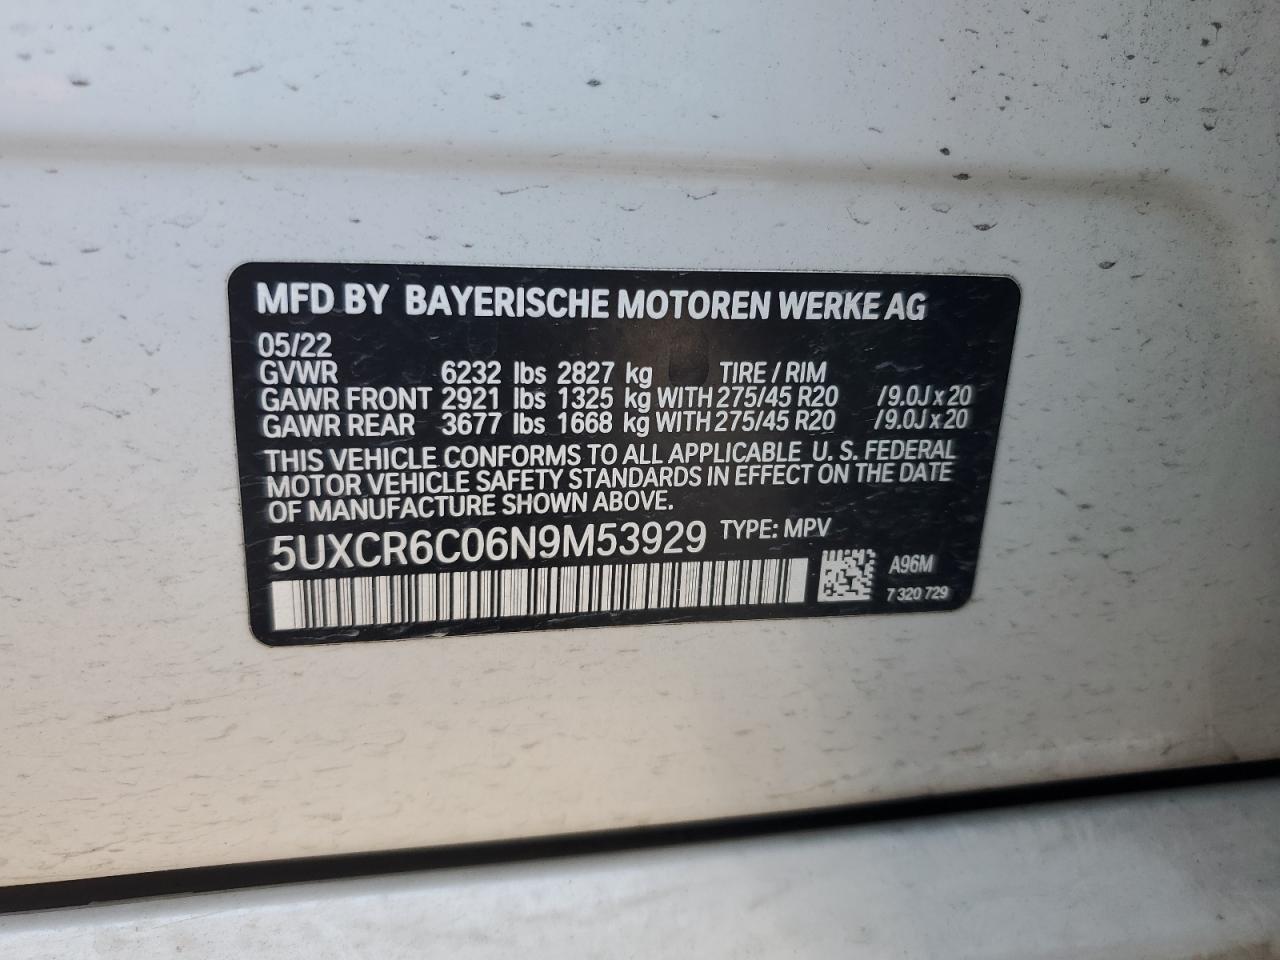 MFD BY BAYERISCHE MOTOREN WERKE AG
05/22
GVWR 6232 lbs 2827 kg TIRE / RIM
GAWR FRONT 2921 lbs 1325 kg WITH 275/45 R20 / 9.0J x 20
GAWR REAR 3677 lbs 1668 kg WITH 275/45 R20 / 9.0J x 20
THIS VEHICLE CONFORMS TO ALL APPLICABLE U. S. FEDERAL
MOTOR VEHICLE SAFETY STANDARDS IN EFFECT ON THE DATE
OF MANUFACTURE SHOWN ABOVE.
5UXCR6C06N9M53929 TYPE: MPV
A96M
7 320 729